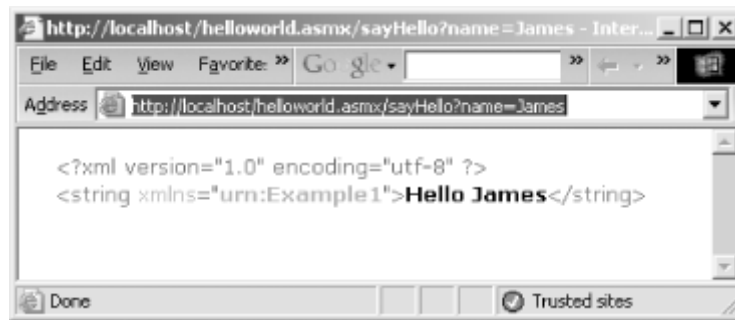 http://localhost/helloworld.asmx/sayHello?name=James - Inter...
File Edit View Favorite: » Google » »
Address http://localhost/helloworld.asmx/sayHello?name=James
<?xml version="1.0" encoding="utf-8" ?>
<string xmlns="urn:Example1">Hello James</string>
Done Trusted sites